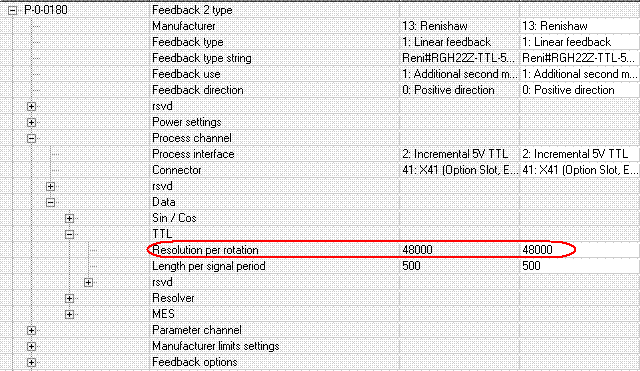 P-0-0180 Feedback 2 type
Manufacturer 13: Renishaw 13: Renishaw
Feedback type 1: Linear feedback 1: Linear feedback
Feedback type string Reni#RGH22Z-TTL-5... Reni#RGH22Z-TTL-5...
Feedback use 1: Additional second m... 1: Additional second m...
Feedback direction 0: Positive direction 0: Positive direction
rsvd
Power settings
Process channel
Process interface 2: Incremental 5V TTL 2: Incremental 5V TTL
Connector 41: X41 (Option Slot, E... 41: X41 (Option Slot, E...
rsvd
Data
Sin / Cos
TTL
Resolution per rotation 48000 48000
Length per signal period 500 500
rsvd
Resolver
MES
Parameter channel
Manufacturer limits settings
Feedback options